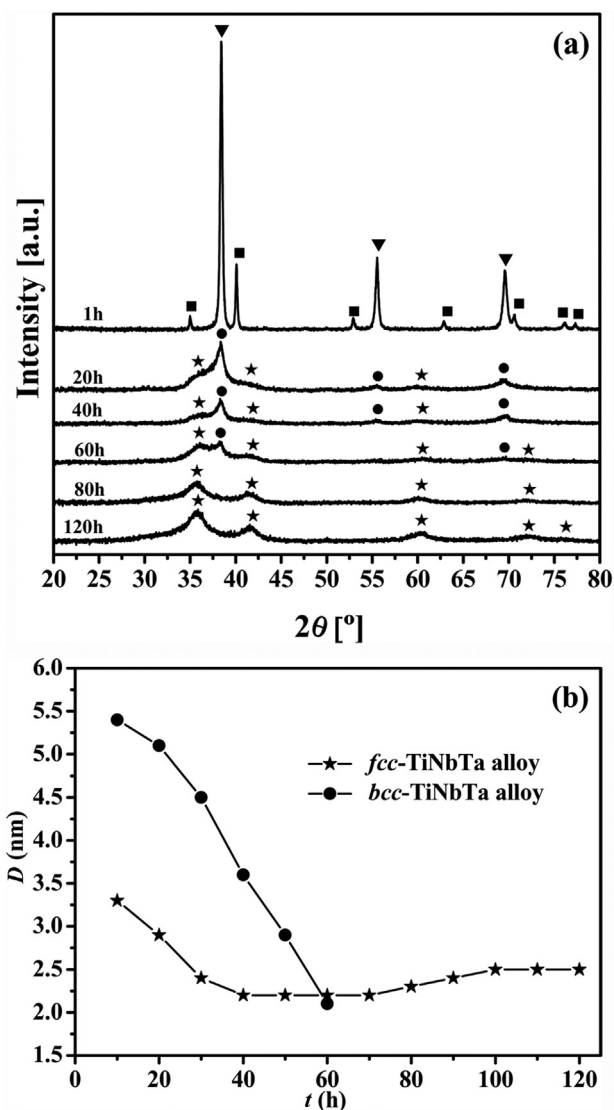 (a)
Intensity [a.u.]
1h
20h
40h
60h
80h
120h
20 25 30 35 40 45 50 55 60 65 70 75 80
2θ [º]
(b)
6.0
5.5
5.0
4.5
4.0
3.5
3.0
2.5
2.0
1.5
D (nm)
fcc-TiNbTa alloy
bcc-TiNbTa alloy
0 20 40 60 80 100 120
t (h)